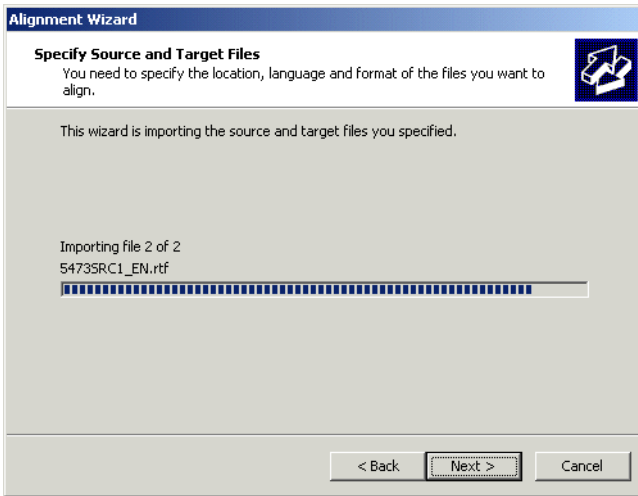 Alignment Wizard
Specify Source and Target Files
You need to specify the location, language and format of the files you want to
align.
This wizard is importing the source and target files you specified.
Importing file 2 of 2
5473SRC1_EN.rtf
< Back Next > Cancel